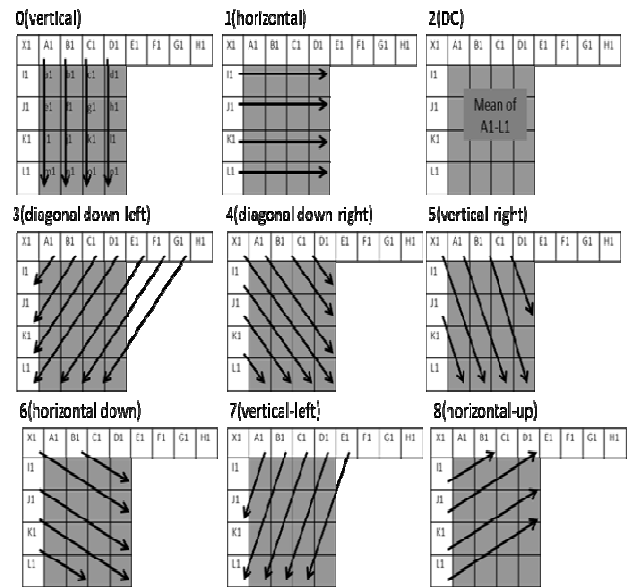 0(vertical)
1(horizontal)
2(DC)
X1 A1 B1 C1 D1 E1 F1 G1 H1
X1 A1 B1 C1 D1 E1 F1 G1 H1
X1 A1 B1 C1 D1 E1 F1 G1 H1
I1
J1
K1
L1
I1
J1
K1
L1
I1
J1
K1
L1
Mean of
A1-L1
3(diagonal down left)
4(diagonal down right)
5(vertical right)
X1 A1 B1 C1 D1 E1 F1 G1 H1
X1 A1 B1 C1 D1 E1 F1 G1 H1
X1 A1 B1 C1 D1 E1 F1 G1 H1
I1
J1
K1
L1
I1
J1
K1
L1
I1
J1
K1
L1
6(horizontal down)
7(vertical-left)
8(horizontal-up)
X1 A1 B1 C1 D1 E1 F1 G1 H1
X1 A1 B1 C1 D1 E1 F1 G1 H1
X1 A1 B1 C1 D1 E1 F1 G1 H1
I1
J1
K1
L1
I1
J1
K1
L1
I1
J1
K1
L1